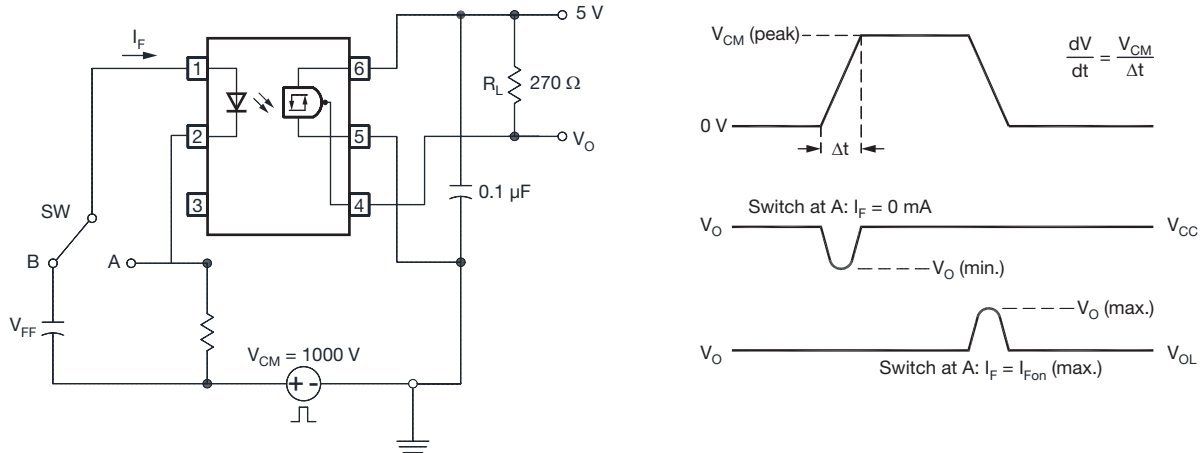 5 V
I_F
1
6
R_L 270 Ω
2
5
V_O
3
4
0.1 µF
SW
B
A
V_FF
V_CM = 1000 V
+ -
V_CM (peak)
dV/dt = V_CM/Δt
0 V
Δt
Switch at A: I_F = 0 mA
V_O
V_CC
V_O (min.)
V_O (max.)
V_O
V_OL
Switch at A: I_F = I_Fon (max.)